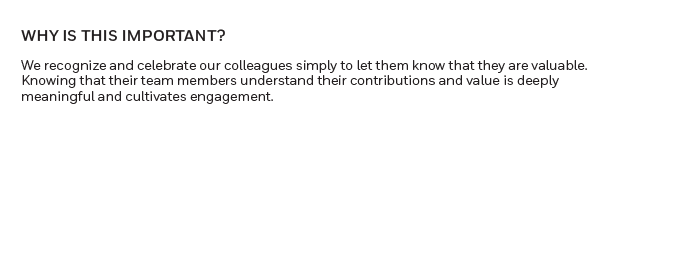 WHY IS THIS IMPORTANT?
We recognize and celebrate our colleagues simply to let them know that they are valuable.
Knowing that their team members understand their contributions and value is deeply
meaningful and cultivates engagement.